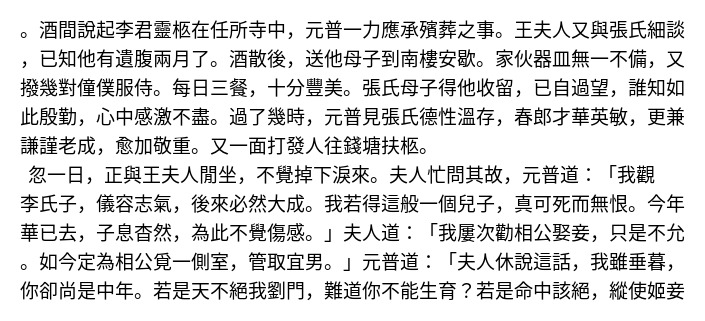 。酒間說起李君靈柩在任所寺中，元普一力應承殯葬之事。王夫人又與張氏細談
，已知他有遺腹兩月了。酒散後，送他母子到南樓安歇。家伙器皿無一不備，又
撥幾對僮僕服侍。每日三餐，十分豐美。張氏母子得他收留，已自過望，誰知如
此殷勤，心中感激不盡。過了幾時，元普見張氏德性溫存，春郎才華英敏，更兼
謙謹老成，愈加敬重。又一面打發人往錢塘扶柩。
忽一日，正與王夫人閒坐，不覺掉下淚來。夫人忙問其故，元普道：「我觀
李氏子，儀容志氣，後來必然大成。我若得這般一個兒子，真可死而無恨。今年
華已去，子息杳然，為此不覺傷感。」夫人道：「我屢次勸相公娶妾，只是不允
。如今定為相公覓一側室，管取宜男。」元普道：「夫人休說這話，我雖垂暮，
你卻尚是中年。若是天不絕我劉門，難道你不能生育？若是命中該絕，縱使姬妾